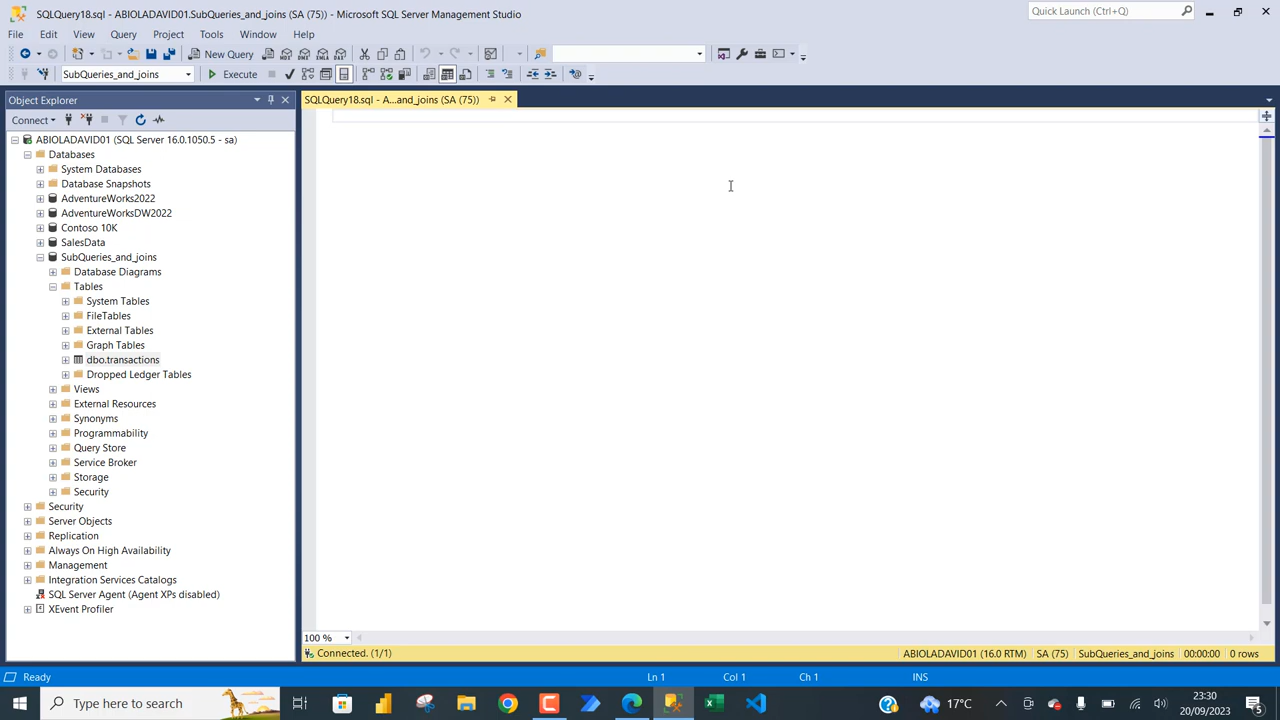 SQLQuery18.sql - ABIOLADAVID01.SubQueries_and_joins (SA (75)) - Microsoft SQL Server Management Studio
Quick Launch (Ctrl+Q)
File Edit View Query Project Tools Window Help
New Query
MDX DMX XMLA DAX
SubQueries_and_joins Execute
Object Explorer
SQLQuery18.sql - A...and_joins (SA (75))
Connect
ABIOLADAVID01 (SQL Server 16.0.1050.5 - sa)
Databases
System Databases
Database Snapshots
AdventureWorks2022
AdventureWorksDW2022
Contoso 10K
SalesData
SubQueries_and_joins
Database Diagrams
Tables
System Tables
FileTables
External Tables
Graph Tables
dbo.transactions
Dropped Ledger Tables
Views
External Resources
Synonyms
Programmability
Query Store
Service Broker
Storage
Security
Security
Server Objects
Replication
Always On High Availability
Management
Integration Services Catalogs
SQL Server Agent (Agent XPs disabled)
XEvent Profiler
100 %
Connected. (1/1) ABIOLADAVID01 (16.0 RTM) SA (75) SubQueries_and_joins 00:00:00 0 rows
Ready Ln 1 Col 1 Ch 1 INS
Type here to search
17°C
23:30
20/09/2023
5